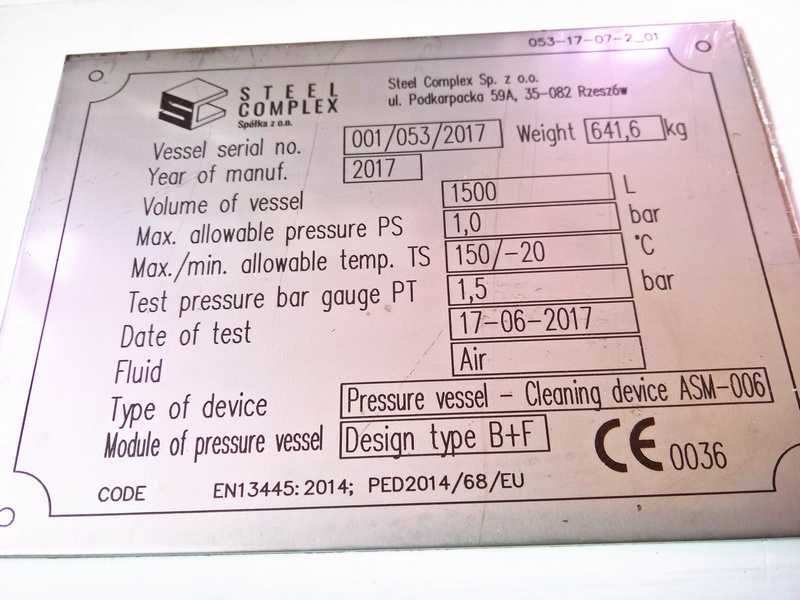 053-17-07-2_01
STEEL
COMPLEX
Spółka z o.o.
Steel Complex Sp. z o.o.
ul. Podkarpacka 59A, 35-082 Rzeszów
Vessel serial no. 001/053/2017 Weight 641,6 kg
Year of manuf. 2017
Volume of vessel 1500 L
Max. allowable pressure PS 1,0 bar
Max./min. allowable temp. TS 150/-20 °C
Test pressure bar gauge PT 1,5 bar
Date of test 17-06-2017
Fluid Air
Type of device Pressure vessel - Cleaning device ASM-006
Module of pressure vessel Design type B+F
CE 0036
CODE EN13445:2014; PED2014/68/EU